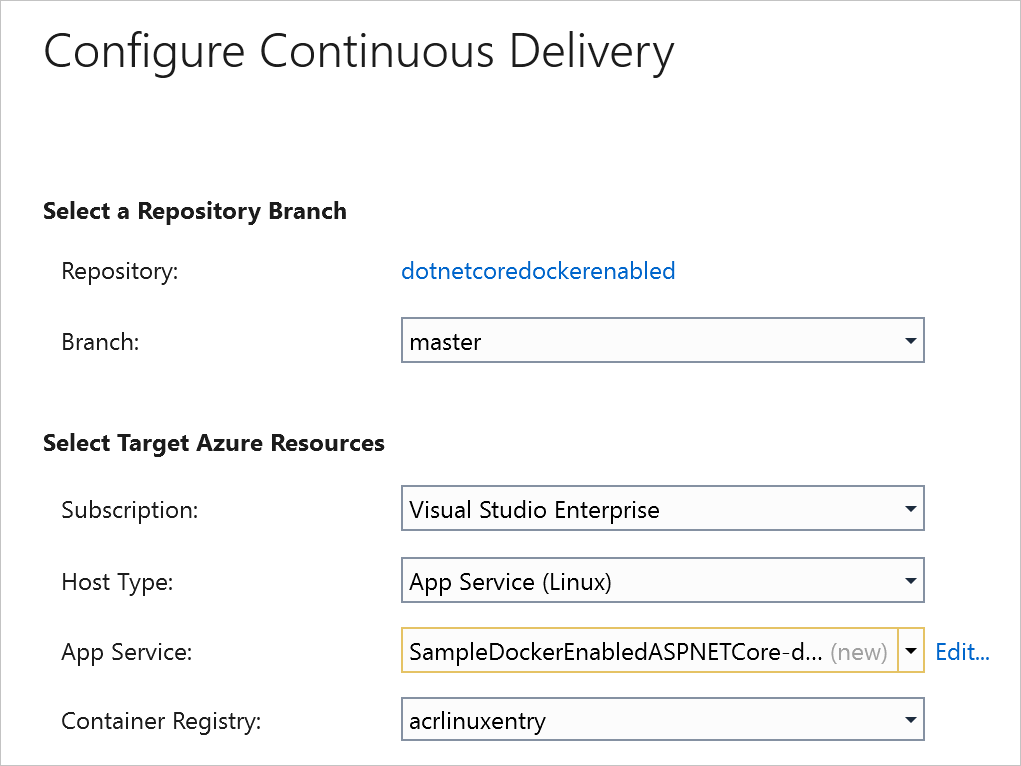 Configure Continuous Delivery
Select a Repository Branch
Repository: dotnetcoredockerenabled
Branch: master
Select Target Azure Resources
Subscription: Visual Studio Enterprise
Host Type: App Service (Linux)
App Service: SampleDockerEnabledASPNETCore-d... (new) Edit...
Container Registry: acrlinuxentry